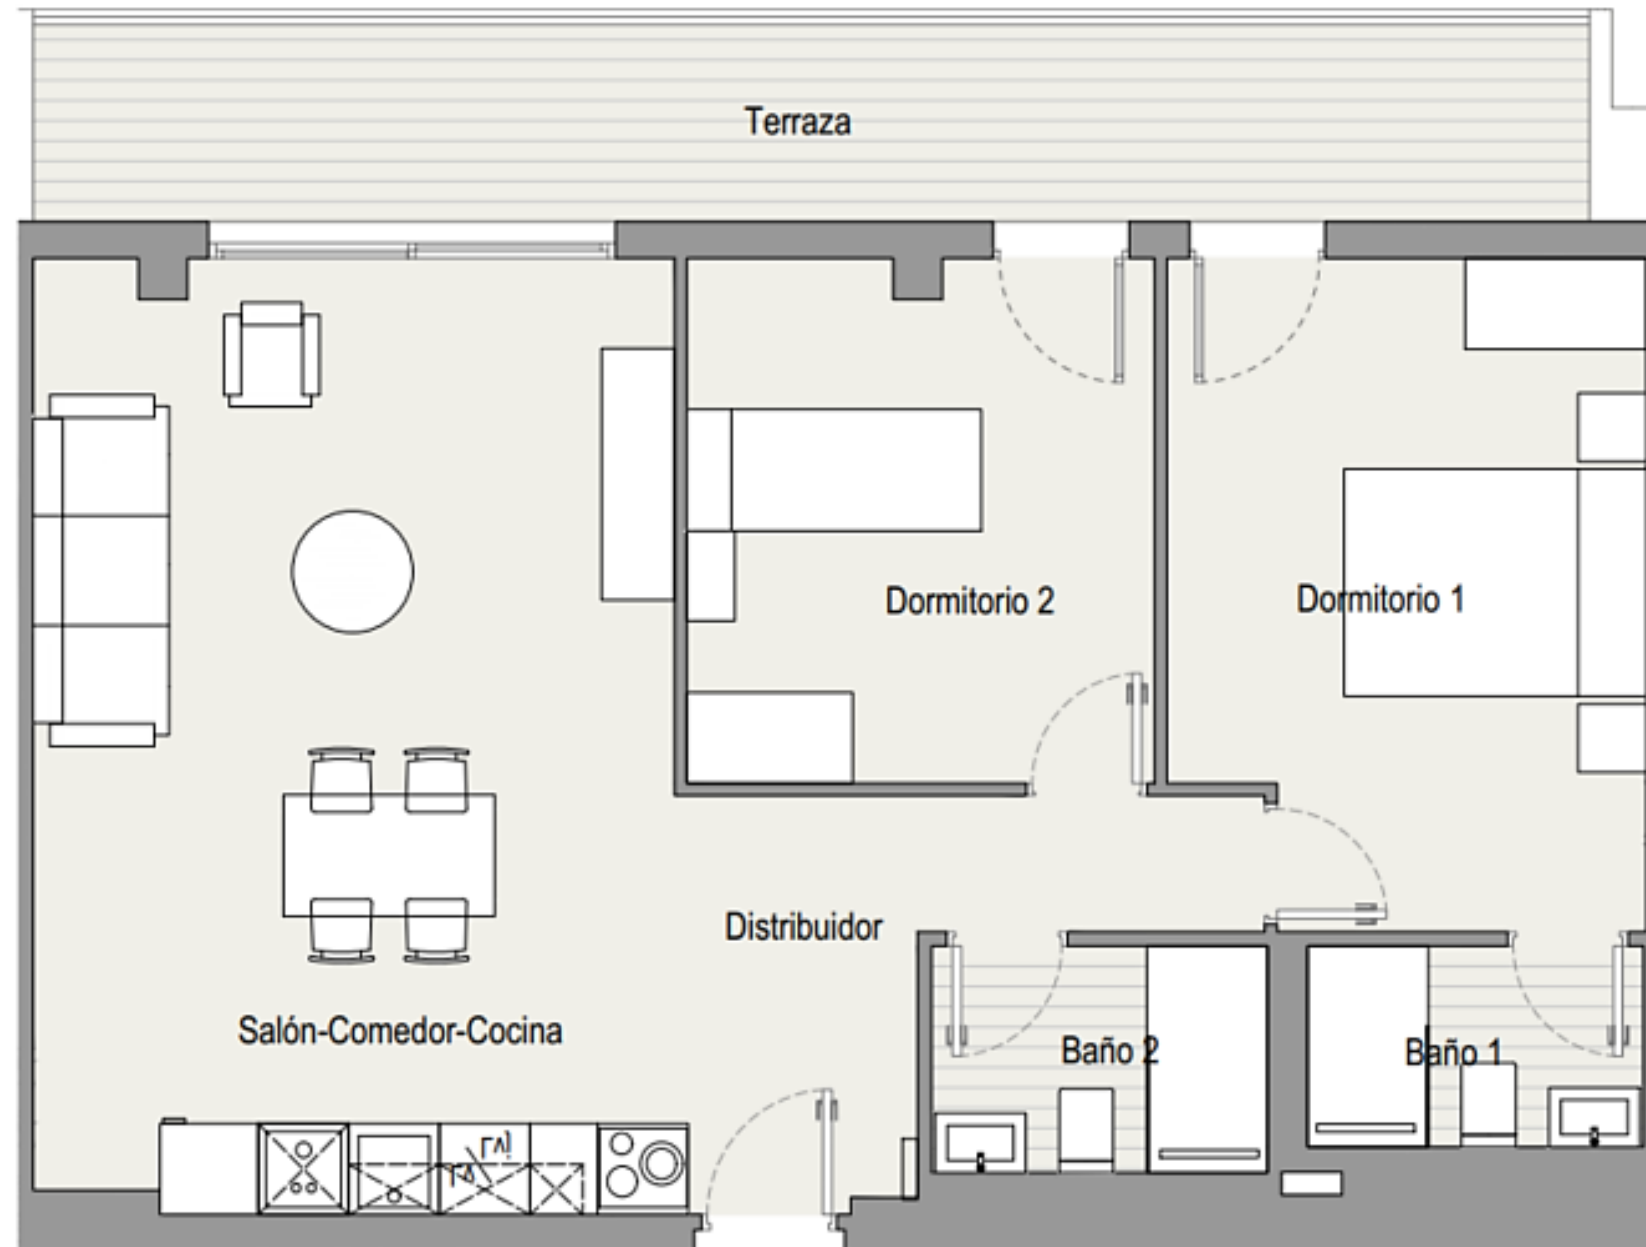 Terraza
Dormitorio 2
Dormitorio 1
Distribuidor
Salón-Comedor-Cocina
Baño 2
Baño 1